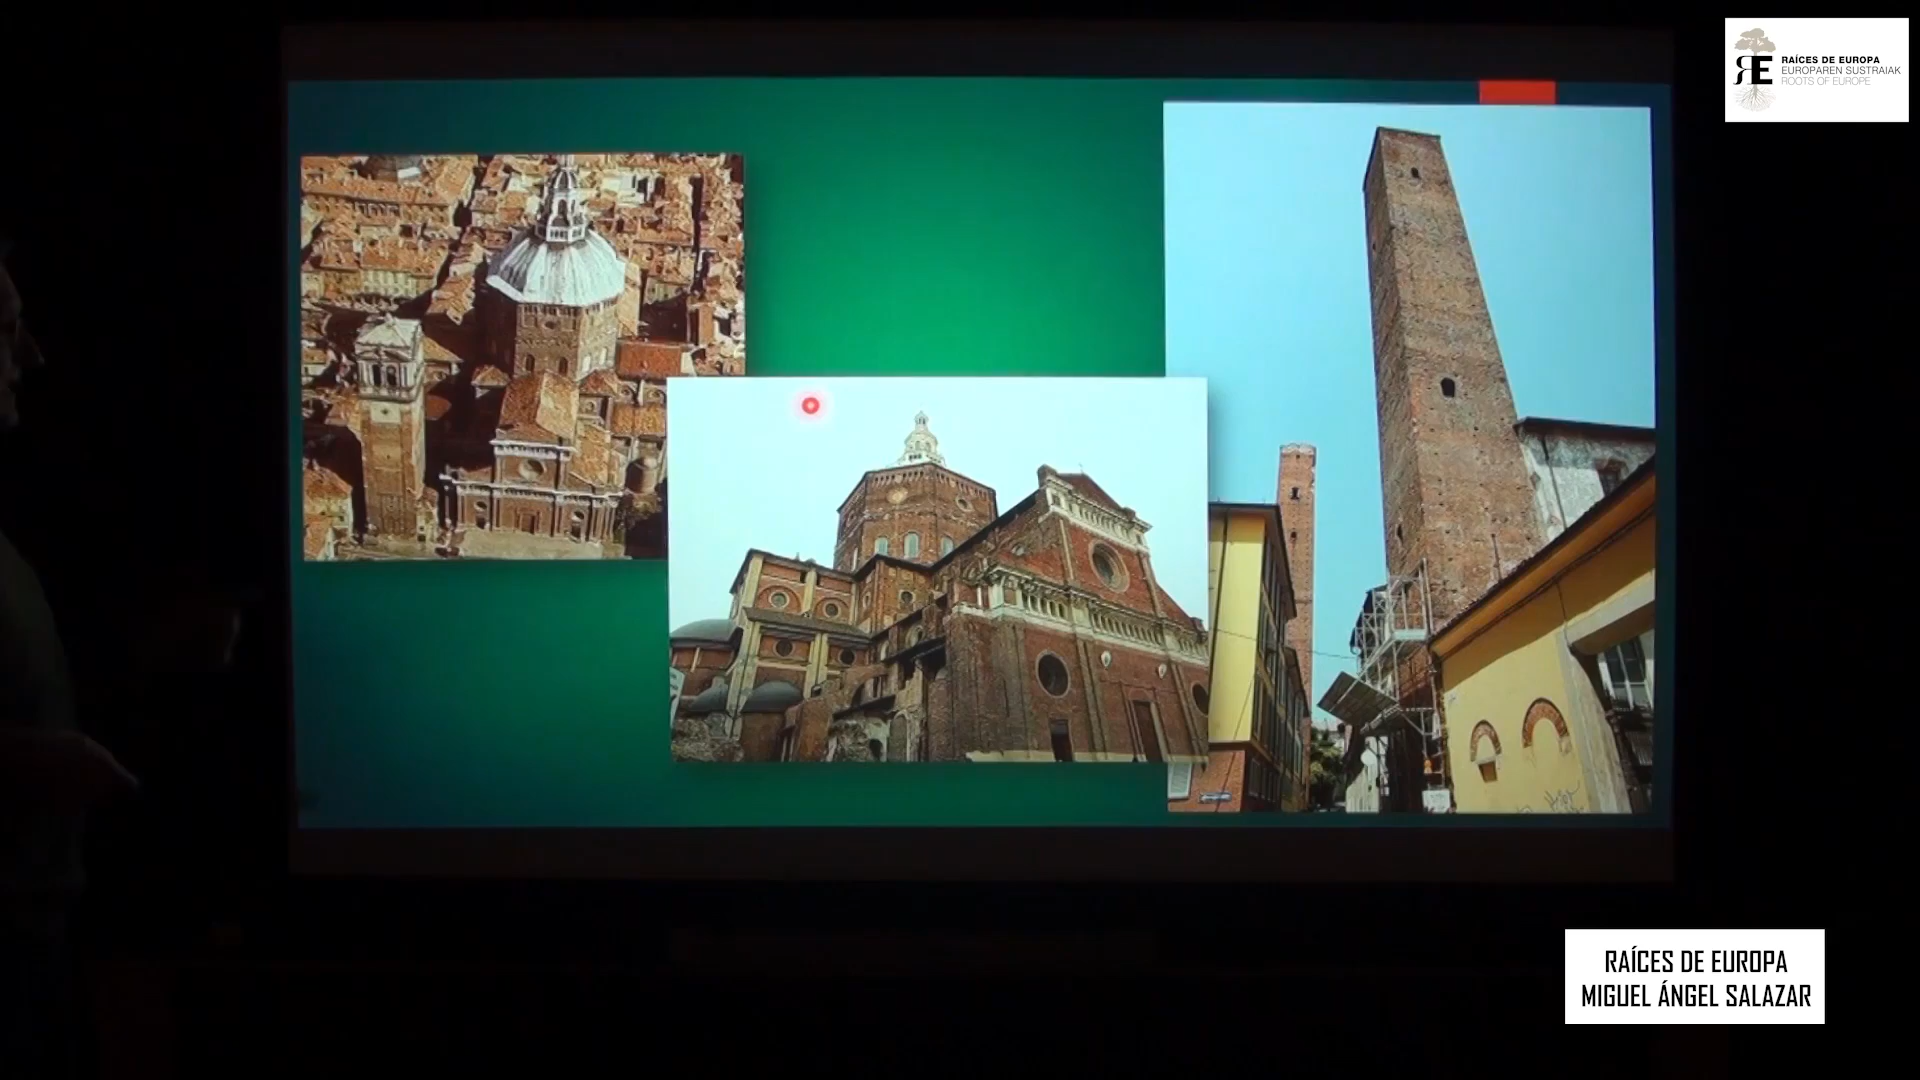 RAÍCES DE EUROPA
EUROPAREN SUSTRAIAK
ROOTS OF EUROPE
RAÍCES DE EUROPA
MIGUEL ÁNGEL SALAZAR